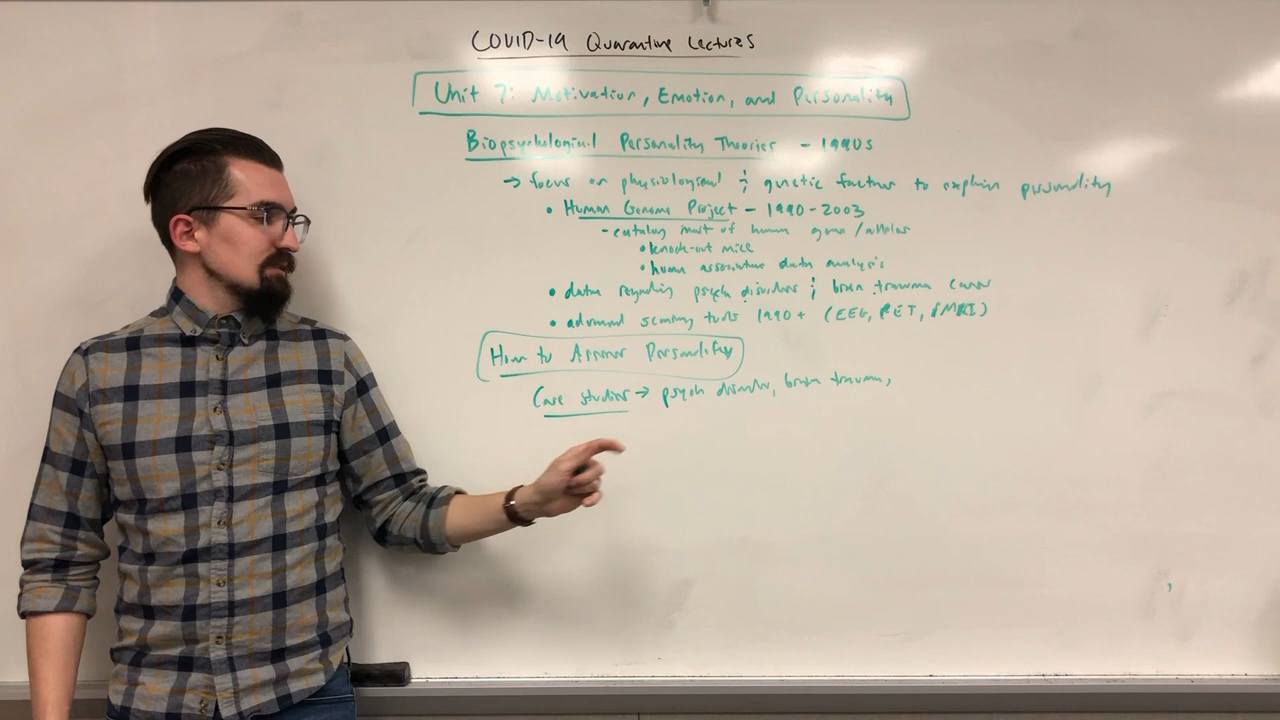 COVID-19 Quarantine Lectures
Unit 7: Motivation, Emotion, and Personality
Biopsychological Personality Theories - 1990s
→ focus on physiological & genetic factors to explain personality
• Human Genome Project - 1990-2003
- catalog most of human genes/alleles
• knock-out mice
• human associative data analysis
• data regarding psych disorders & brain trauma cases
• advanced scanning tools 1990+ (EEG, PET, fMRI)
How to Assess Personality
Case studies → psych disorder, brain trauma,